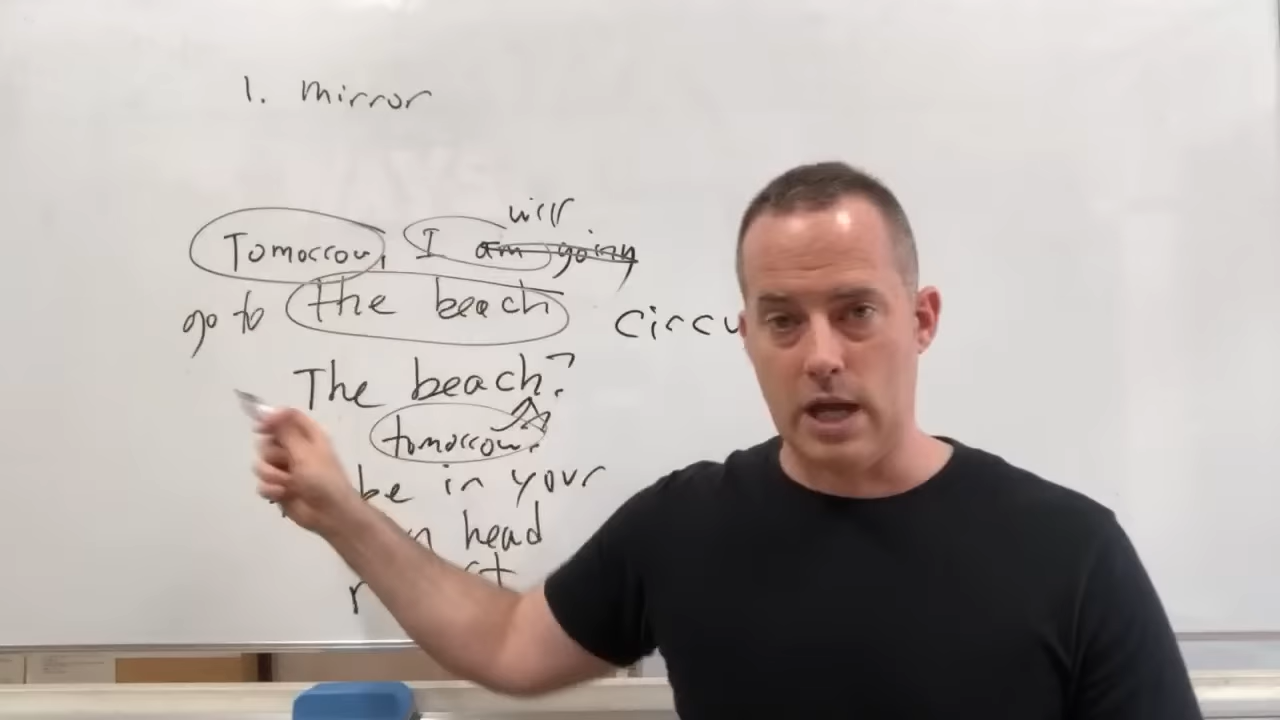 1. mirror
will
Tomorrow, I am going
go to the beach
circu
The beach?
tomorrow.
be in your
head